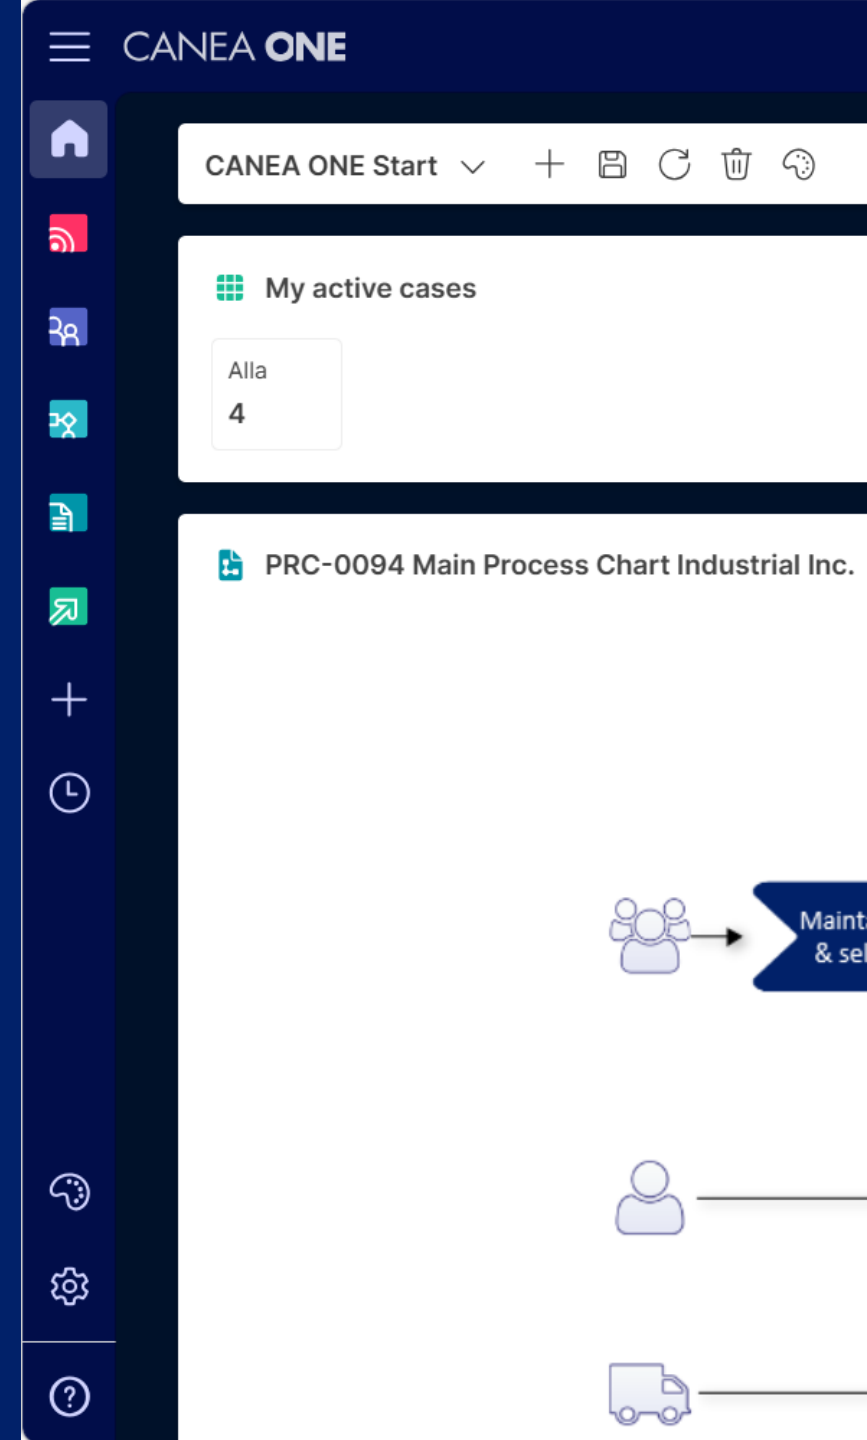 CANEA ONE
CANEA ONE Start
My active cases
Alla
4
PRC-0094 Main Process Chart Industrial Inc.